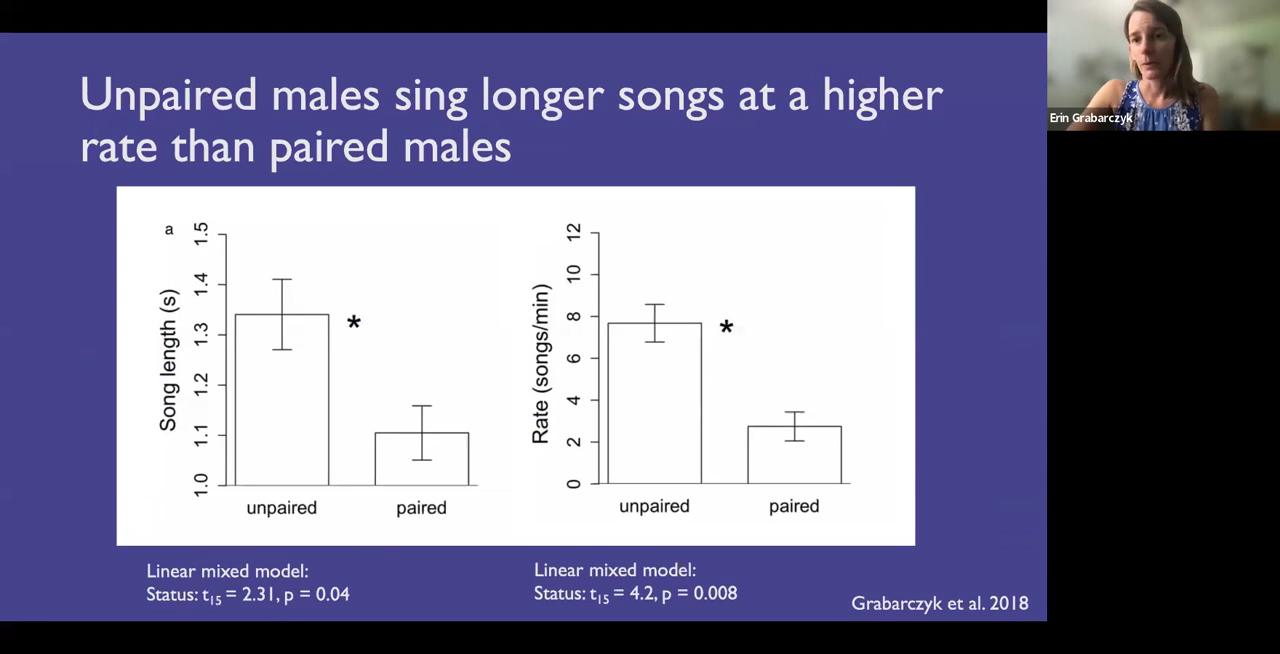 Unpaired males sing longer songs at a higher
rate than paired males
Erin Grabarczyk
a
Song length (s)
1.5
1.4
1.3
1.2
1.1
1.0
*
unpaired
paired
Rate (songs/min)
12
10
8
6
4
2
0
*
unpaired
paired
Linear mixed model:
Status: t₁₅ = 2.31, p = 0.04
Linear mixed model:
Status: t₁₅ = 4.2, p = 0.008
Grabarczyk et al. 2018